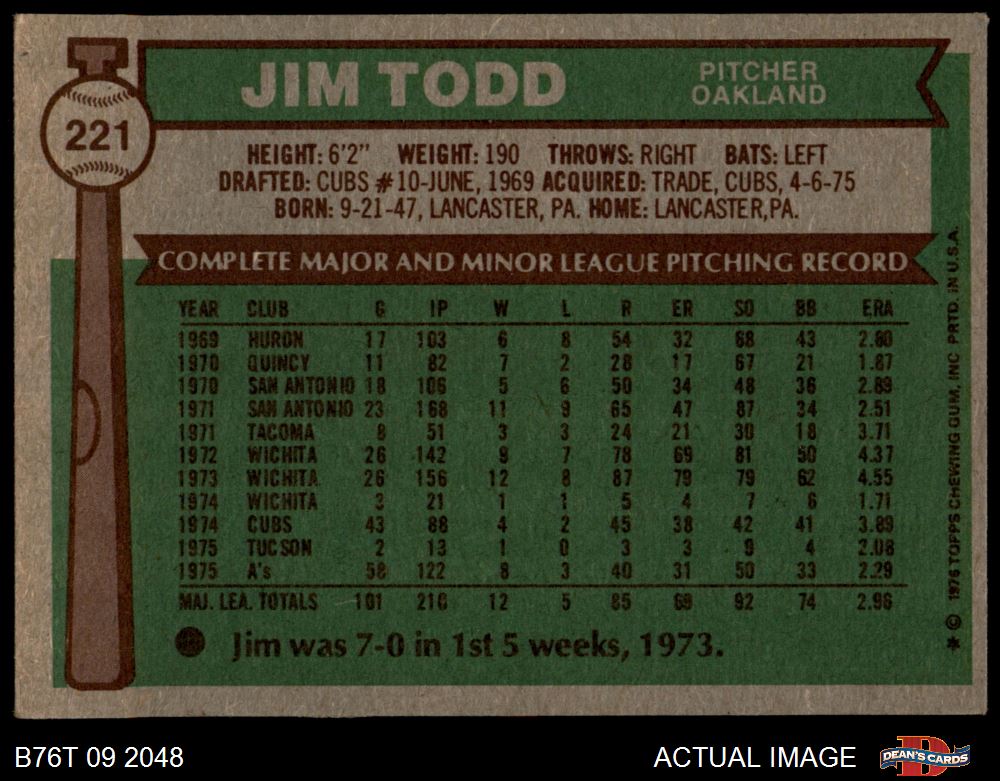 JIM TODD
PITCHER
OAKLAND
221
HEIGHT: 6'2" WEIGHT: 190 THROWS: RIGHT BATS: LEFT
DRAFTED: CUBS #10-JUNE, 1969 ACQUIRED: TRADE, CUBS, 4-6-75
BORN: 9-21-47, LANCASTER, PA. HOME: LANCASTER,PA.
COMPLETE MAJOR AND MINOR LEAGUE PITCHING RECORD
YEAR CLUB G IP W L R ER SO BB ERA
1969 HURON 17 103 6 8 54 32 68 43 2.80
1970 QUINCY 11 82 7 2 28 17 67 21 1.87
1970 SAN ANTONIO 18 106 5 6 50 34 48 36 2.89
1971 SAN ANTONIO 23 168 11 9 65 47 87 34 2.51
1971 TACOMA 8 51 3 3 24 21 30 18 3.71
1972 WICHITA 26 142 9 7 78 69 81 50 4.37
1973 WICHITA 26 156 12 8 87 79 79 62 4.55
1974 WICHITA 3 21 1 1 5 4 7 6 1.71
1974 CUBS 43 88 4 2 45 38 42 41 3.89
1975 TUCSON 2 13 1 0 3 3 9 4 2.08
1975 A's 58 122 8 3 40 31 50 33 2.29
MAJ. LEA. TOTALS 101 210 12 5 85 69 92 74 2.96
Jim was 7-0 in 1st 5 weeks, 1973.
* © 1976 TOPPS CHEWING GUM, INC PRTD. IN U.S.A.
B76T 09 2048
ACTUAL IMAGE
DEAN'S CARDS